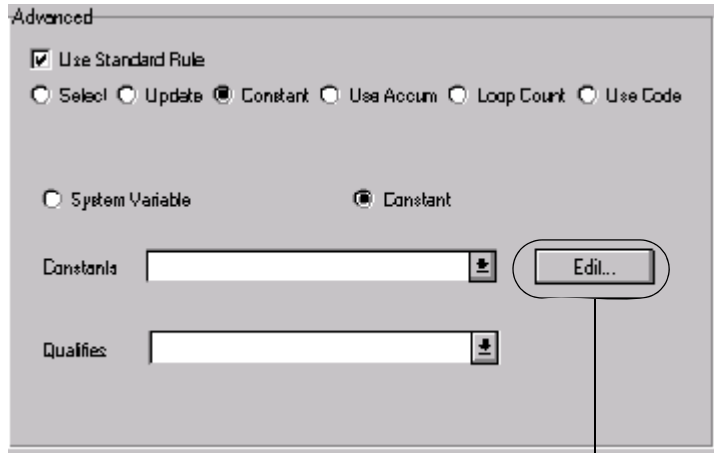 Advanced
Use Standard Rule
Select Update Constant Use Accum Loop Count Use Code
System Variable Constant
Constants Edit...
Qualifies